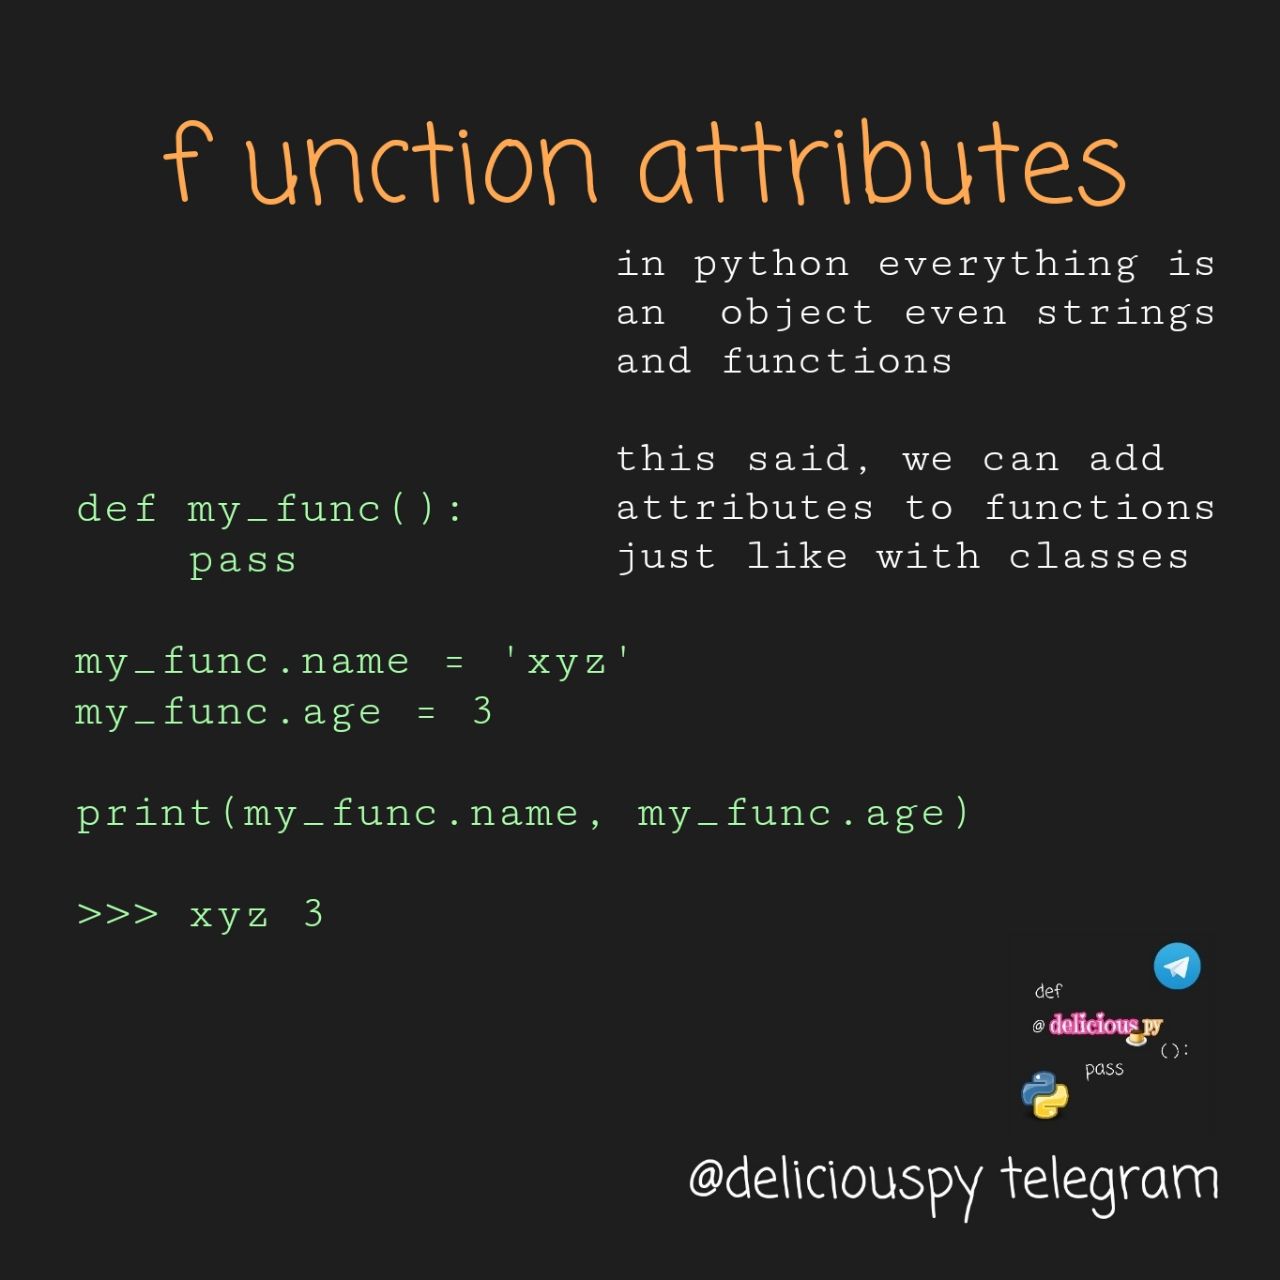 f unction attributes
in python everything is
an  object even strings
and functions
this said, we can add
attributes to functions
just like with classes
def my_func():
    pass
my_func.name = 'xyz'
my_func.age = 3
print(my_func.name, my_func.age)
>>> xyz 3
def
@ delicious py
():
pass
@deliciouspy telegram